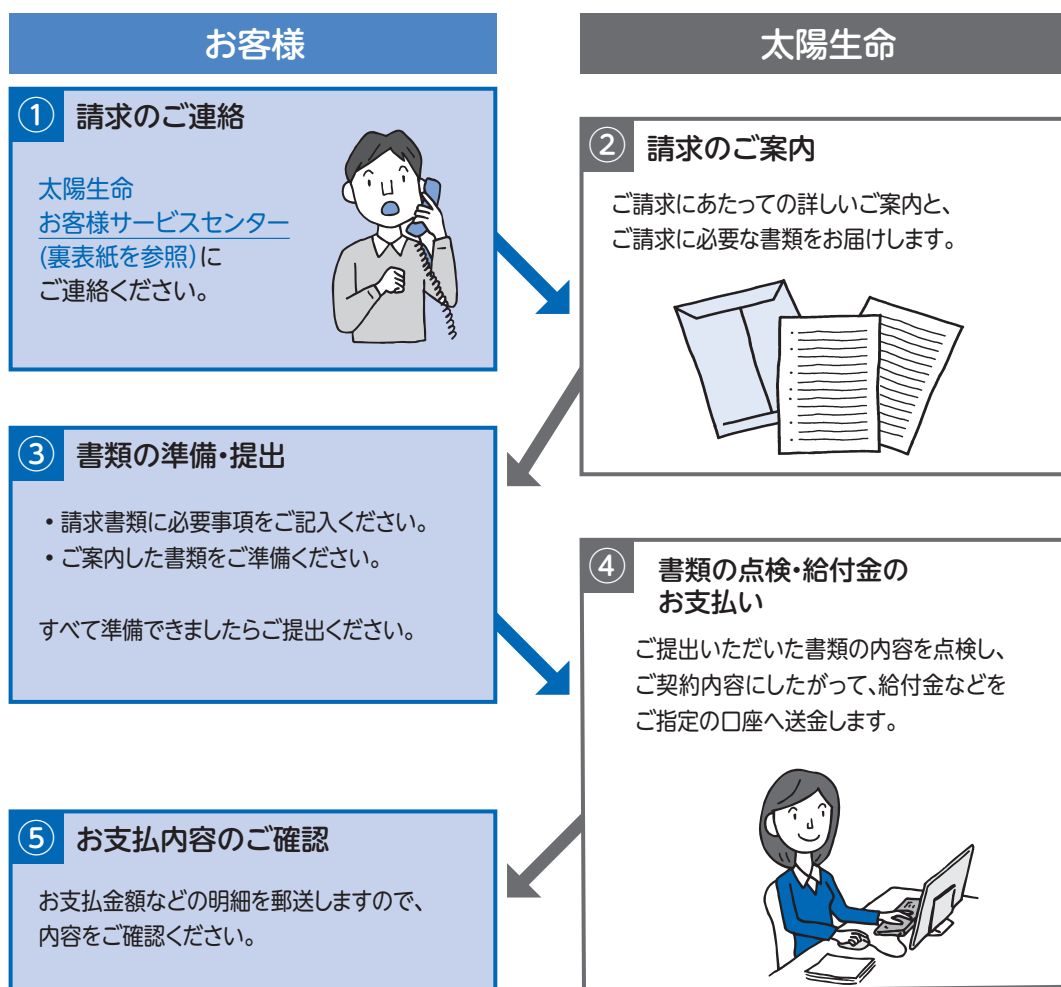 お客様
太陽生命
① 請求のご連絡
太陽生命
お客様サービスセンター
(裏表紙を参照)に
ご連絡ください。
② 請求のご案内
ご請求にあたっての詳しいご案内と、
ご請求に必要な書類をお届けします。
③ 書類の準備・提出
・請求書類に必要事項をご記入ください。
・ご案内した書類をご準備ください。
すべて準備できましたらご提出ください。
④ 書類の点検・給付金の
お支払い
ご提出いただいた書類の内容を点検し、
ご契約内容にしたがって、給付金などを
ご指定の口座へ送金します。
⑤ お支払内容のご確認
お支払金額などの明細を郵送しますので、
内容をご確認ください。